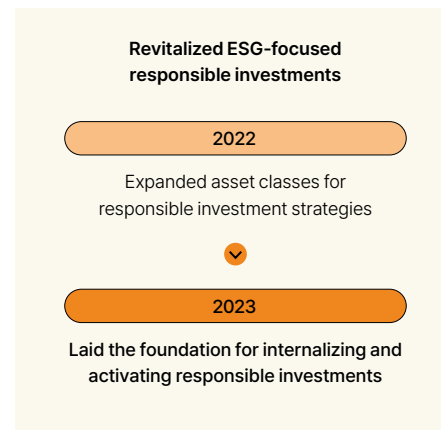 Revitalized ESG-focused
responsible investments
2022
Expanded asset classes for
responsible investment strategies
2023
Laid the foundation for internalizing and
activating responsible investments